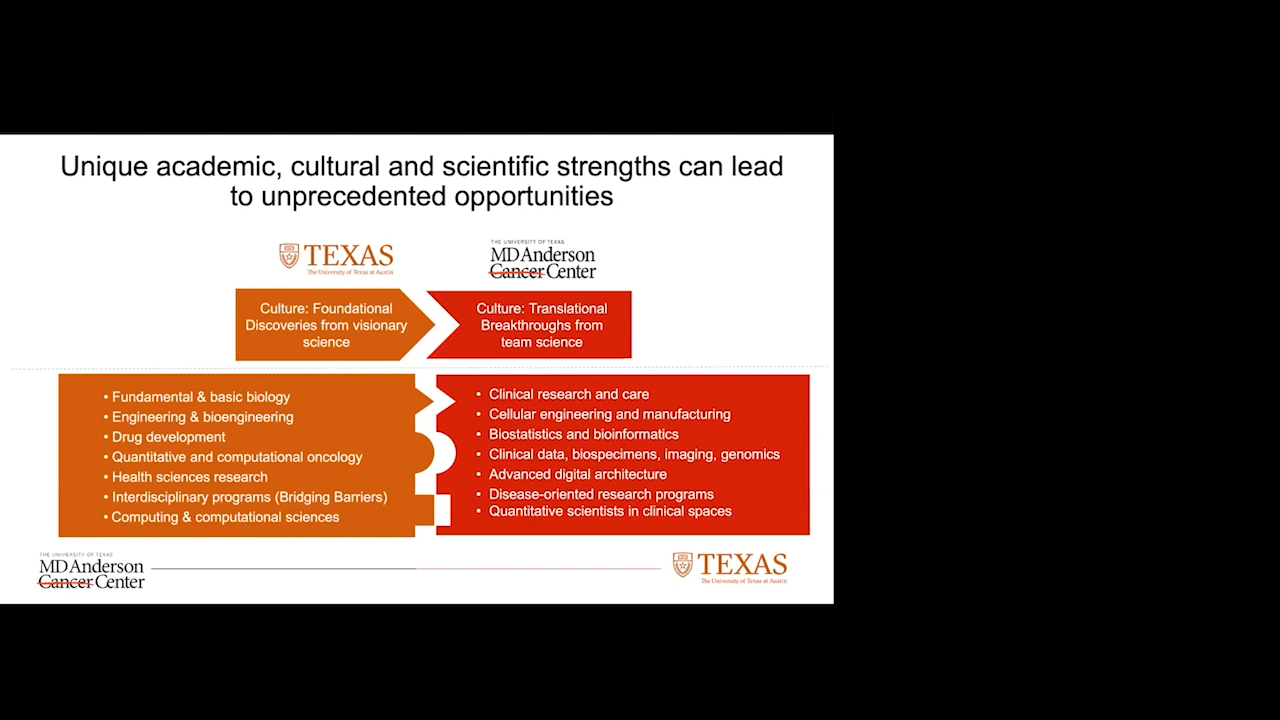 Unique academic, cultural and scientific strengths can lead
to unprecedented opportunities
TEXAS
The University of Texas at Austin
THE UNIVERSITY OF TEXAS
MD Anderson
Cancer Center
Culture: Foundational
Discoveries from visionary
science
Culture: Translational
Breakthroughs from
team science
• Fundamental & basic biology
• Engineering & bioengineering
• Drug development
• Quantitative and computational oncology
• Health sciences research
• Interdisciplinary programs (Bridging Barriers)
• Computing & computational sciences
• Clinical research and care
• Cellular engineering and manufacturing
• Biostatistics and bioinformatics
• Clinical data, biospecimens, imaging, genomics
• Advanced digital architecture
• Disease-oriented research programs
• Quantitative scientists in clinical spaces
THE UNIVERSITY OF TEXAS
MD Anderson
Cancer Center
TEXAS
The University of Texas at Austin